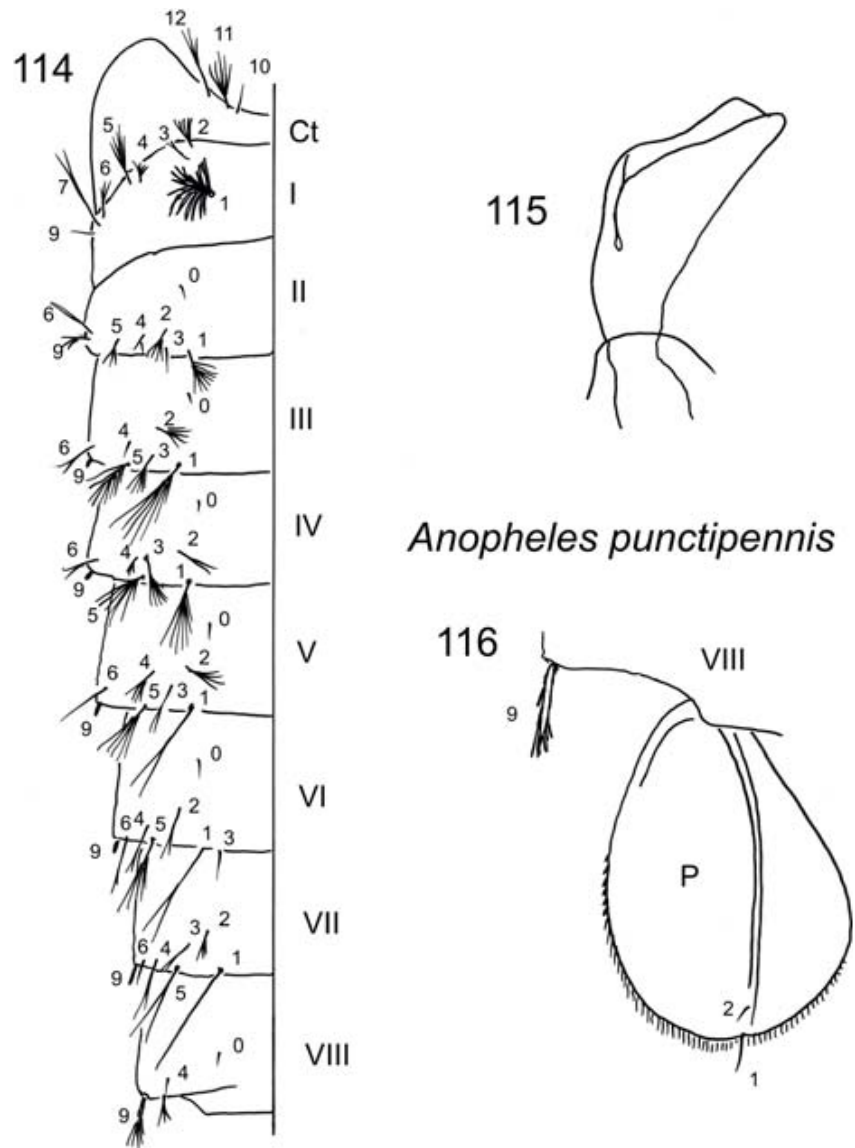 114
12 11 10
Ct
5 4 3 2
7 6 1
I
9
0
II
6 5 4 2
9 3 1
0
III
4 2
6 5 3 1
9
0
IV
6 4 3 2
9 1
5
0
V
4 2
6 5 3 1
9
0
VI
2
6 4 5 1 3
9
VII
3 2
6 4 1
9 5
0
VIII
4
9
115
Anopheles punctipennis
116
VIII
9
P
2
1